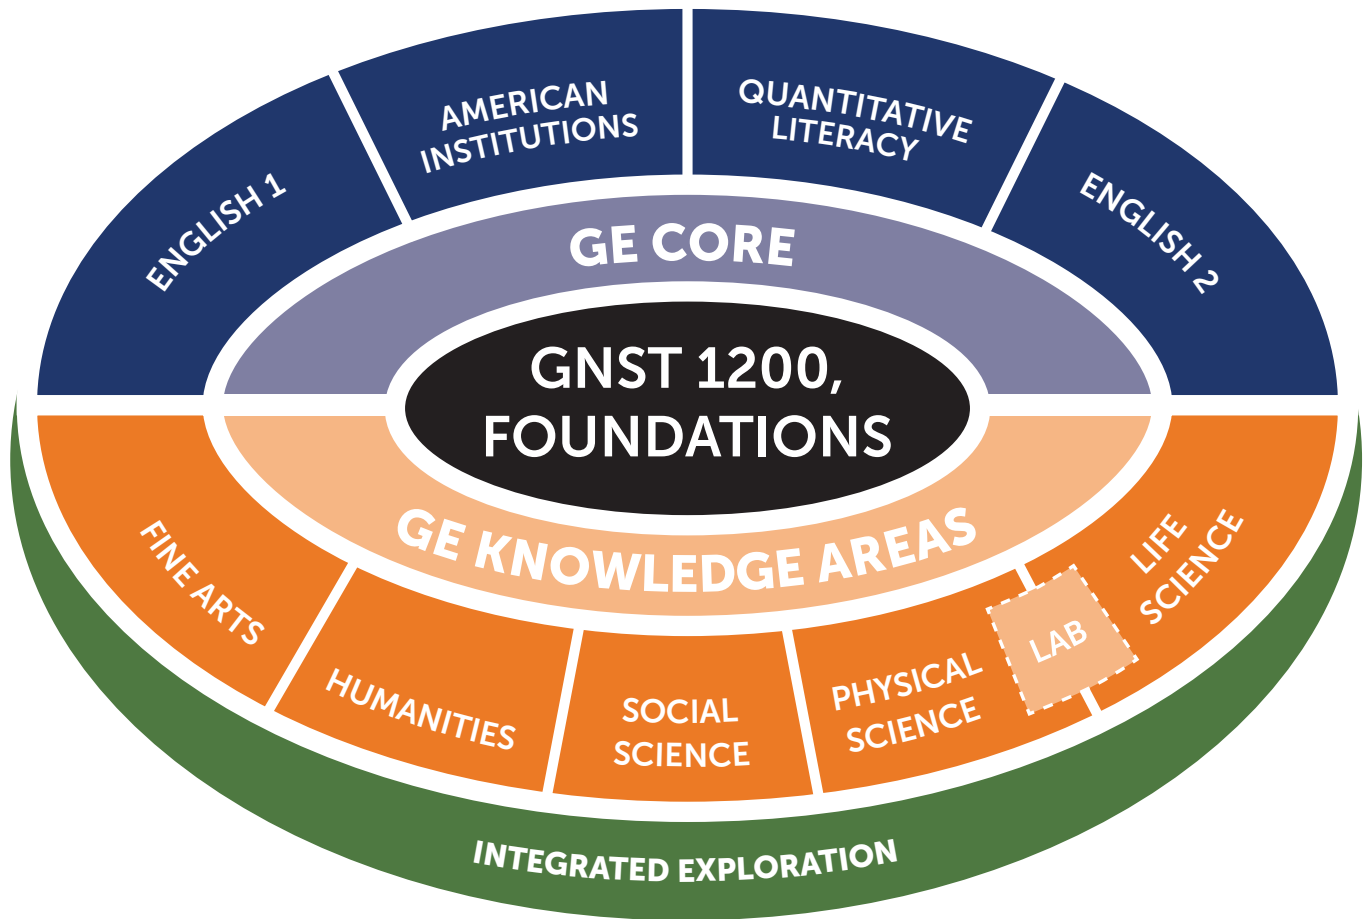 ENGLISH 1
AMERICAN
INSTITUTIONS
QUANTITATIVE
LITERACY
ENGLISH 2
GE CORE
GNST 1200,
FOUNDATIONS
GE KNOWLEDGE AREAS
FINE ARTS
HUMANITIES
SOCIAL
SCIENCE
PHYSICAL
SCIENCE
LAB
LIFE
SCIENCE
INTEGRATED EXPLORATION